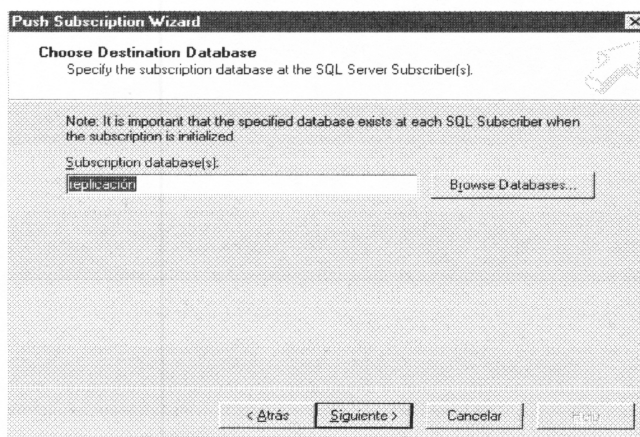 Push Subscription Wizard
Choose Destination Database
Specify the subscription database at the SQL Server Subscriber(s).
Note: It is important that the specified database exists at each SQL Subscriber when
the subscription is initialized
Subscription database(s):
replicación
Browse Databases...
< Atrás
Siguiente >
Cancelar
Help